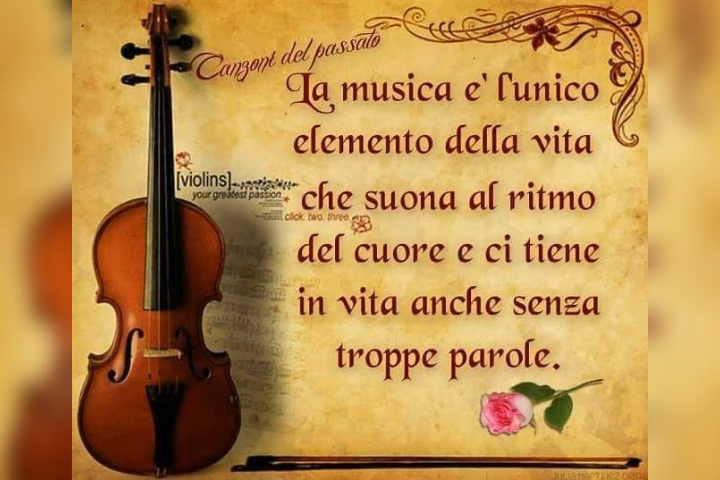 Canzoni del passato
La musica e' l'unico
elemento della vita
[violins]
your greatest passion
che suona al ritmo
click. two. three.
del cuore e ci tiene
in vita anche senza
troppe parole.